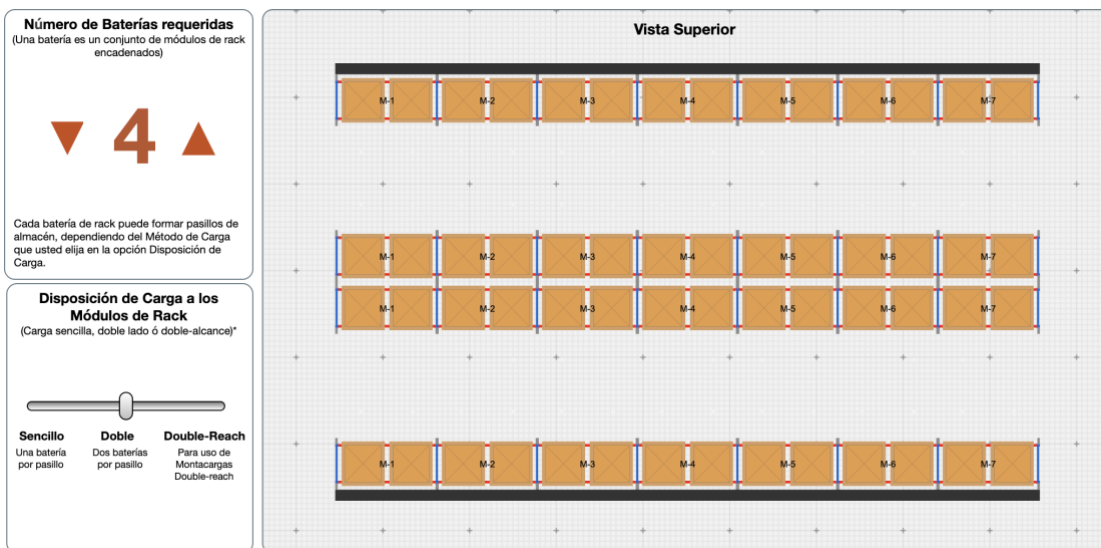 Número de Baterías requeridas
(Una batería es un conjunto de módulos de rack
encadenados)
4
Cada batería de rack puede formar pasillos de
almacén, dependiendo del Método de Carga
que usted elija en la opción Disposición de
Carga.
Disposición de Carga a los
Módulos de Rack
(Carga sencilla, doble lado ó doble-alcance)*
Sencillo Doble Double-Reach
Una batería
por pasillo
Dos baterías
por pasillo
Para uso de
Montacargas
Double-reach
Vista Superior
M-1 M-2 M-3 M-4 M-5 M-6 M-7
M-1 M-2 M-3 M-4 M-5 M-6 M-7
M-1 M-2 M-3 M-4 M-5 M-6 M-7
M-1 M-2 M-3 M-4 M-5 M-6 M-7